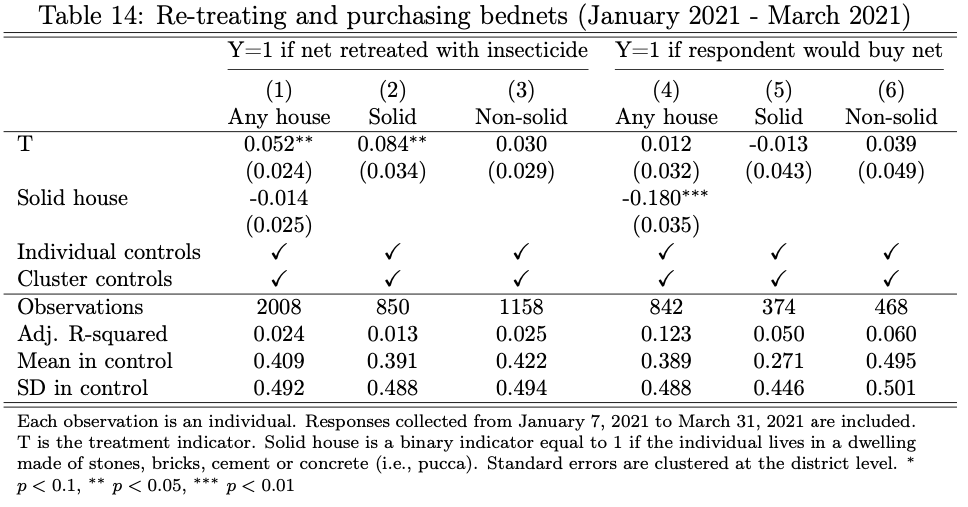 Table 14: Re-treating and purchasing bednets (January 2021 - March 2021)
Y=1 if net retreated with insecticide Y=1 if respondent would buy net
(1) (2) (3) (4) (5) (6)
Any house Solid Non-solid Any house Solid Non-solid
T 0.052** 0.084** 0.030 0.012 -0.013 0.039
(0.024) (0.034) (0.029) (0.032) (0.043) (0.049)
Solid house -0.014 -0.180***
(0.025) (0.035)
Individual controls ✓ ✓ ✓ ✓ ✓ ✓
Cluster controls ✓ ✓ ✓ ✓ ✓ ✓
Observations 2008 850 1158 842 374 468
Adj. R-squared 0.024 0.013 0.025 0.123 0.050 0.060
Mean in control 0.409 0.391 0.422 0.389 0.271 0.495
SD in control 0.492 0.488 0.494 0.488 0.446 0.501
Each observation is an individual. Responses collected from January 7, 2021 to March 31, 2021 are included.
T is the treatment indicator. Solid house is a binary indicator equal to 1 if the individual lives in a dwelling
made of stones, bricks, cement or concrete (i.e., pucca). Standard errors are clustered at the district level. *
p < 0.1, ** p < 0.05, *** p < 0.01